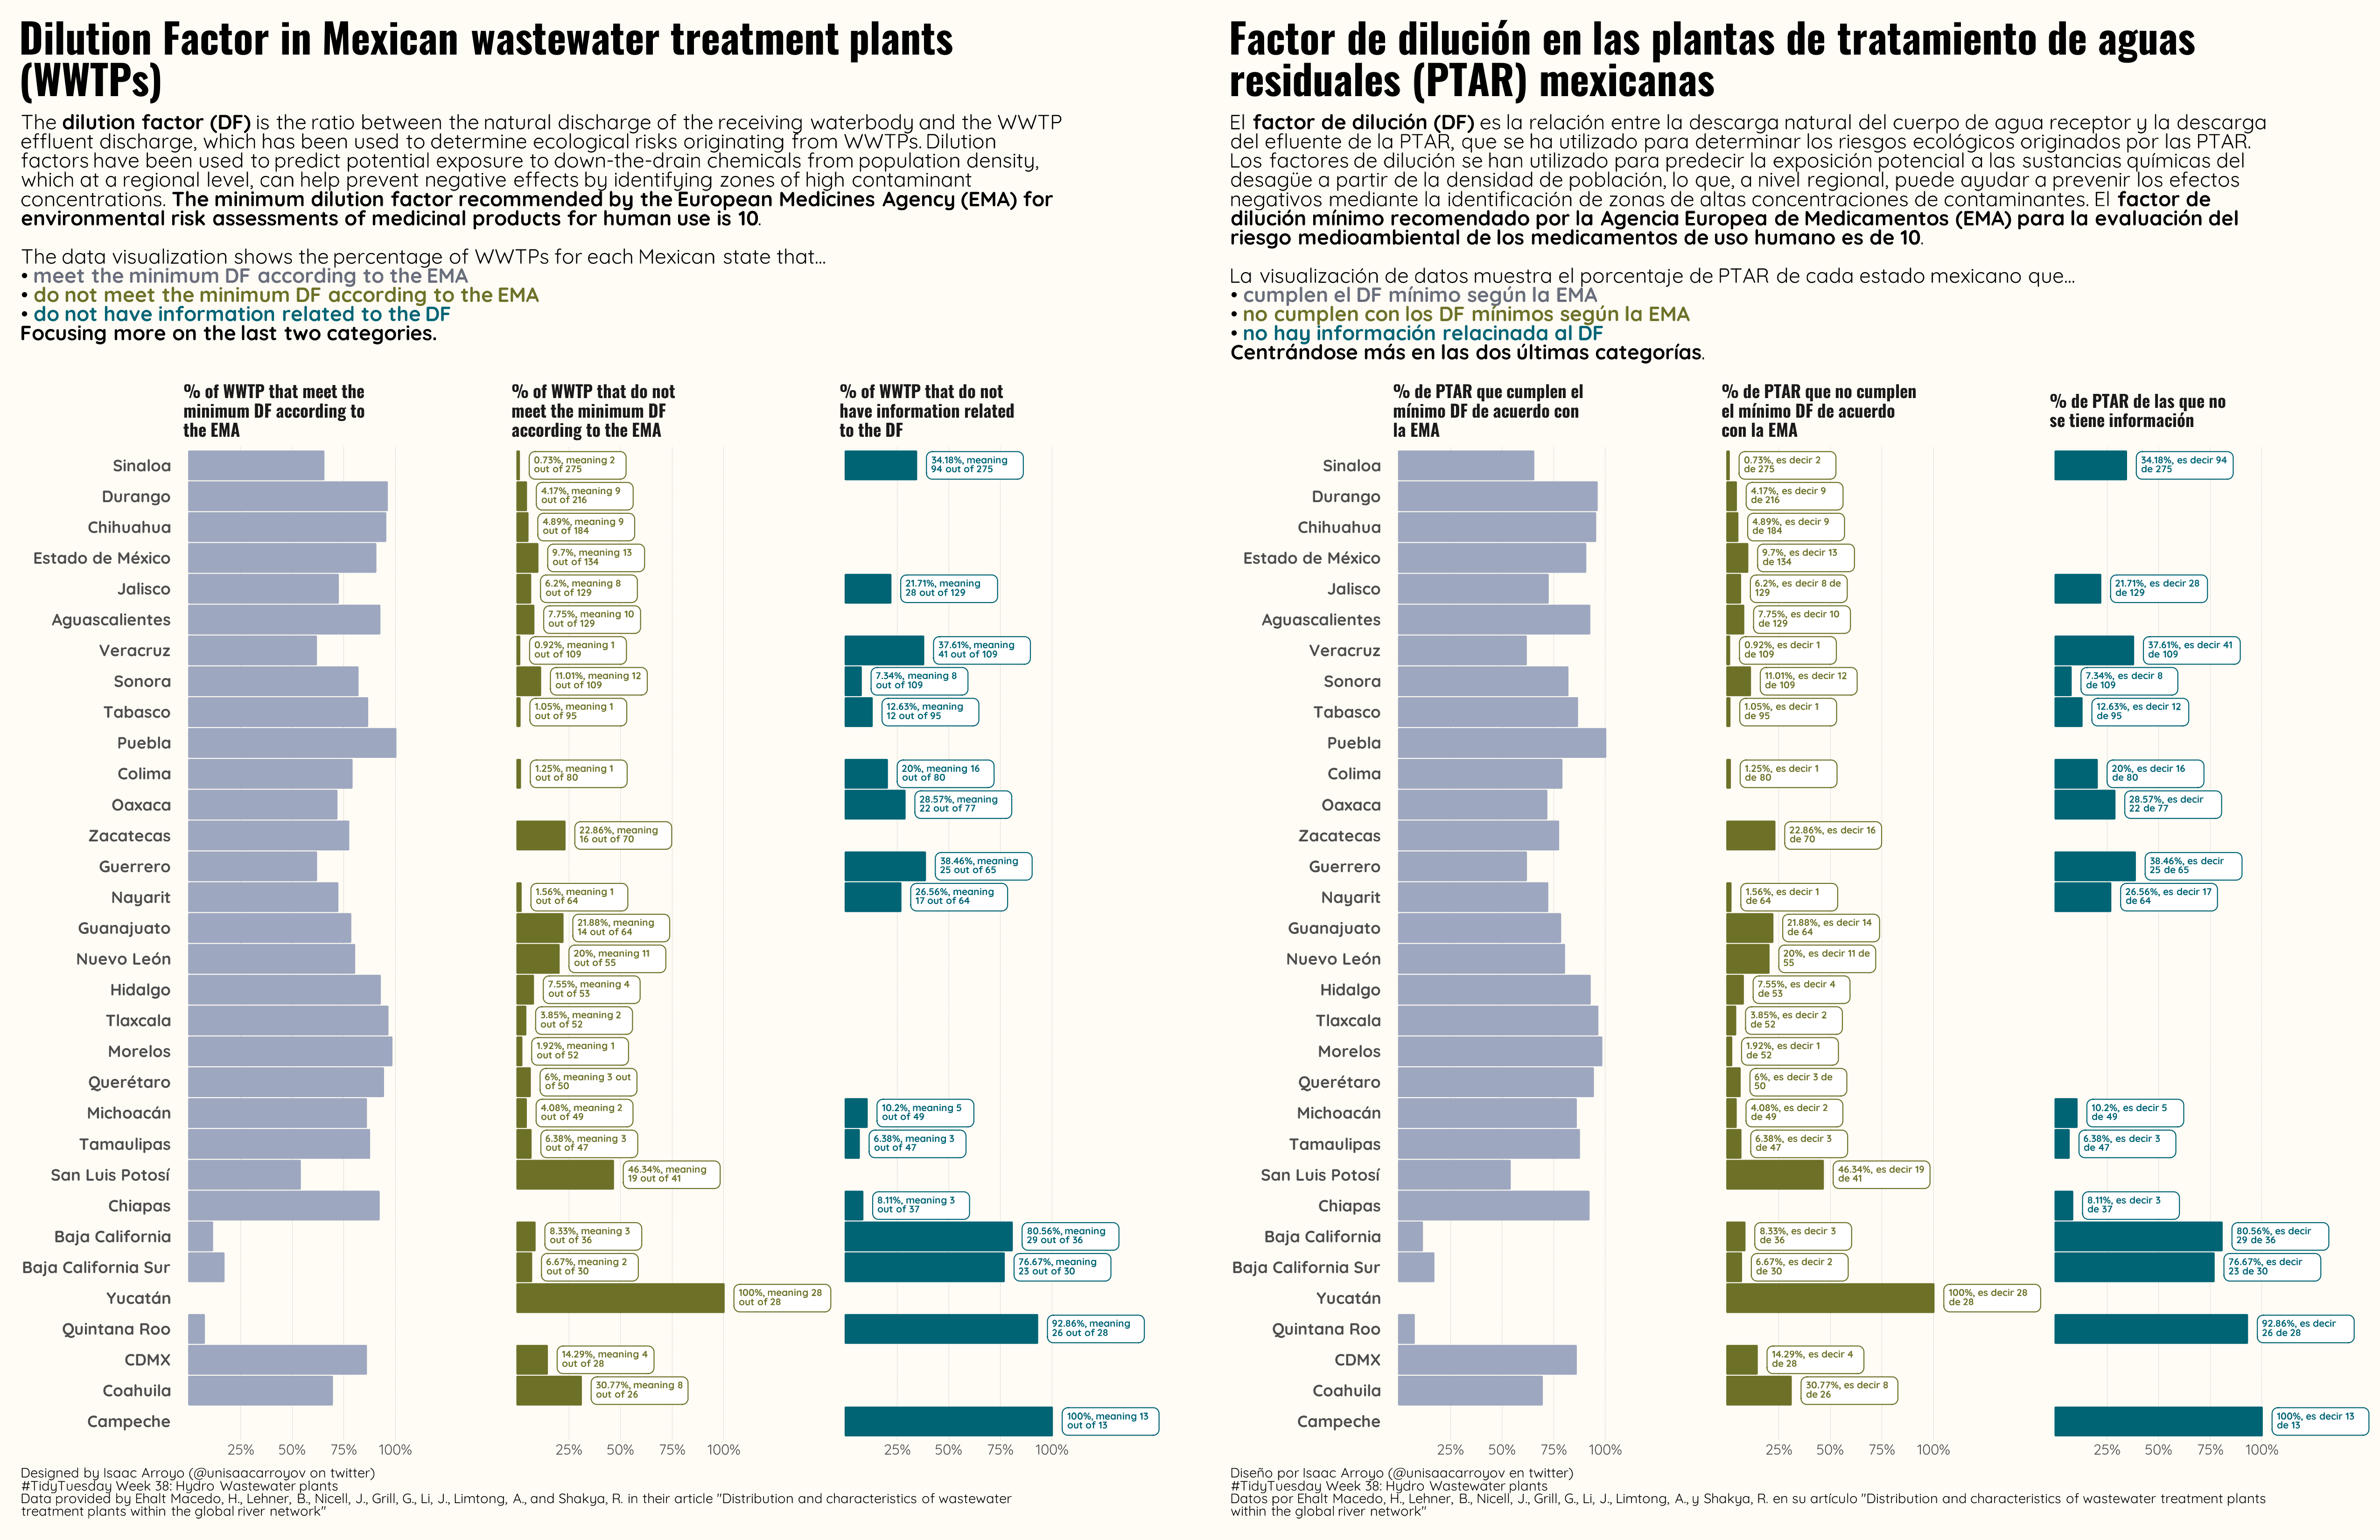 Dilution Factor in Mexican wastewater treatment plants
(WWTPs)
The dilution factor (DF) is the ratio between the natural discharge of the receiving waterbody and the WWTP
effluent discharge, which has been used to determine ecological risks originating from WWTPs. Dilution
factors have been used to predict potential exposure to down-the-drain chemicals from population density,
which at a regional level, can help prevent negative effects by identifying zones of high contaminant
concentrations. The minimum dilution factor recommended by the European Medicines Agency (EMA) for
environmental risk assessments of medicinal products for human use is 10.
The data visualization shows the percentage of WWTPs for each Mexican state that...
• meet the minimum DF according to the EMA
• do not meet the minimum DF according to the EMA
• do not have information related to the DF
Focusing more on the last two categories.
% of WWTP that meet the
minimum DF according to
the EMA
% of WWTP that do not
meet the minimum DF
according to the EMA
% of WWTP that do not
have information related
to the DF
Sinaloa
0.73%, meaning 2
out of 275
34.18%, meaning
94 out of 275
Durango
4.17%, meaning 9
out of 216
Chihuahua
4.89%, meaning 9
out of 184
Estado de México
9.7%, meaning 13
out of 134
Jalisco
6.2%, meaning 8
out of 129
21.71%, meaning
28 out of 129
Aguascalientes
7.75%, meaning 10
out of 129
Veracruz
0.92%, meaning 1
out of 109
37.61%, meaning
41 out of 109
Sonora
11.01%, meaning 12
out of 109
7.34%, meaning 8
out of 109
Tabasco
1.05%, meaning 1
out of 95
12.63%, meaning
12 out of 95
Puebla
Colima
1.25%, meaning 1
out of 80
20%, meaning 16
out of 80
Oaxaca
28.57%, meaning
22 out of 77
Zacatecas
22.86%, meaning
16 out of 70
Guerrero
38.46%, meaning
25 out of 65
Nayarit
1.56%, meaning 1
out of 64
26.56%, meaning
17 out of 64
Guanajuato
21.88%, meaning
14 out of 64
Nuevo León
20%, meaning 11
out of 55
Hidalgo
7.55%, meaning 4
out of 53
Tlaxcala
3.85%, meaning 2
out of 52
Morelos
1.92%, meaning 1
out of 52
Querétaro
6%, meaning 3 out
of 50
Michoacán
4.08%, meaning 2
out of 49
10.2%, meaning 5
out of 49
Tamaulipas
6.38%, meaning 3
out of 47
6.38%, meaning 3
out of 47
San Luis Potosí
46.34%, meaning
19 out of 41
Chiapas
8.11%, meaning 3
out of 37
Baja California
8.33%, meaning 3
out of 36
80.56%, meaning
29 out of 36
Baja California Sur
6.67%, meaning 2
out of 30
76.67%, meaning
23 out of 30
Yucatán
100%, meaning 28
out of 28
Quintana Roo
92.86%, meaning
26 out of 28
CDMX
14.29%, meaning 4
out of 28
Coahuila
30.77%, meaning 8
out of 26
Campeche
100%, meaning 13
out of 13
25% 50% 75% 100% 25% 50% 75% 100% 25% 50% 75% 100%
Designed by Isaac Arroyo (@unisaacarroyov on twitter)
#TidyTuesday Week 38: Hydro Wastewater plants
Data provided by Ehalt Macedo, H., Lehner, B., Nicell, J., Grill, G., Li, J., Limtong, A., and Shakya, R. in their article "Distribution and characteristics of wastewater
treatment plants within the global river network"
Factor de dilución en las plantas de tratamiento de aguas
residuales (PTAR) mexicanas
El factor de dilución (DF) es la relación entre la descarga natural del cuerpo de agua receptor y la descarga
del efluente de la PTAR, que se ha utilizado para determinar los riesgos ecológicos originados por las PTAR.
Los factores de dilución se han utilizado para predecir la exposición potencial a las sustancias químicas del
desagüe a partir de la densidad de población, lo que, a nivel regional, puede ayudar a prevenir los efectos
negativos mediante la identificación de zonas de altas concentraciones de contaminantes. El factor de
dilución mínimo recomendado por la Agencia Europea de Medicamentos (EMA) para la evaluación del
riesgo medioambiental de los medicamentos de uso humano es de 10.
La visualización de datos muestra el porcentaje de PTAR de cada estado mexicano que...
• cumplen el DF mínimo según la EMA
• no cumplen con los DF mínimos según la EMA
• no hay información relacinada al DF
Centrándose más en las dos últimas categorías.
% de PTAR que cumplen el
mínimo DF de acuerdo con
la EMA
% de PTAR que no cumplen
el mínimo DF de acuerdo
con la EMA
% de PTAR de las que no
se tiene información
Sinaloa
0.73%, es decir 2
de 275
34.18%, es decir 94
de 275
Durango
4.17%, es decir 9
de 216
Chihuahua
4.89%, es decir 9
de 184
Estado de México
9.7%, es decir 13
de 134
Jalisco
6.2%, es decir 8 de
129
21.71%, es decir 28
de 129
Aguascalientes
7.75%, es decir 10
de 129
Veracruz
0.92%, es decir 1
de 109
37.61%, es decir 41
de 109
Sonora
11.01%, es decir 12
de 109
7.34%, es decir 8
de 109
Tabasco
1.05%, es decir 1
de 95
12.63%, es decir 12
de 95
Puebla
Colima
1.25%, es decir 1
de 80
20%, es decir 16
de 80
Oaxaca
28.57%, es decir
22 de 77
Zacatecas
22.86%, es decir 16
de 70
Guerrero
38.46%, es decir
25 de 65
Nayarit
1.56%, es decir 1
de 64
26.56%, es decir 17
de 64
Guanajuato
21.88%, es decir 14
de 64
Nuevo León
20%, es decir 11 de
55
Hidalgo
7.55%, es decir 4
de 53
Tlaxcala
3.85%, es decir 2
de 52
Morelos
1.92%, es decir 1
de 52
Querétaro
6%, es decir 3 de
50
Michoacán
4.08%, es decir 2
de 49
10.2%, es decir 5
de 49
Tamaulipas
6.38%, es decir 3
de 47
6.38%, es decir 3
de 47
San Luis Potosí
46.34%, es decir 19
de 41
Chiapas
8.11%, es decir 3
de 37
Baja California
8.33%, es decir 3
de 36
80.56%, es decir
29 de 36
Baja California Sur
6.67%, es decir 2
de 30
76.67%, es decir
23 de 30
Yucatán
100%, es decir 28
de 28
Quintana Roo
92.86%, es decir
26 de 28
CDMX
14.29%, es decir 4
de 28
Coahuila
30.77%, es decir 8
de 26
Campeche
100%, es decir 13
de 13
25% 50% 75% 100% 25% 50% 75% 100% 25% 50% 75% 100%
Diseño por Isaac Arroyo (@unisaacarroyov en twitter)
#TidyTuesday Week 38: Hydro Wastewater plants
Datos por Ehalt Macedo, H., Lehner, B., Nicell, J., Grill, G., Li, J., Limtong, A., y Shakya, R. en su artículo "Distribution and characteristics of wastewater treatment plants
within the global river network"